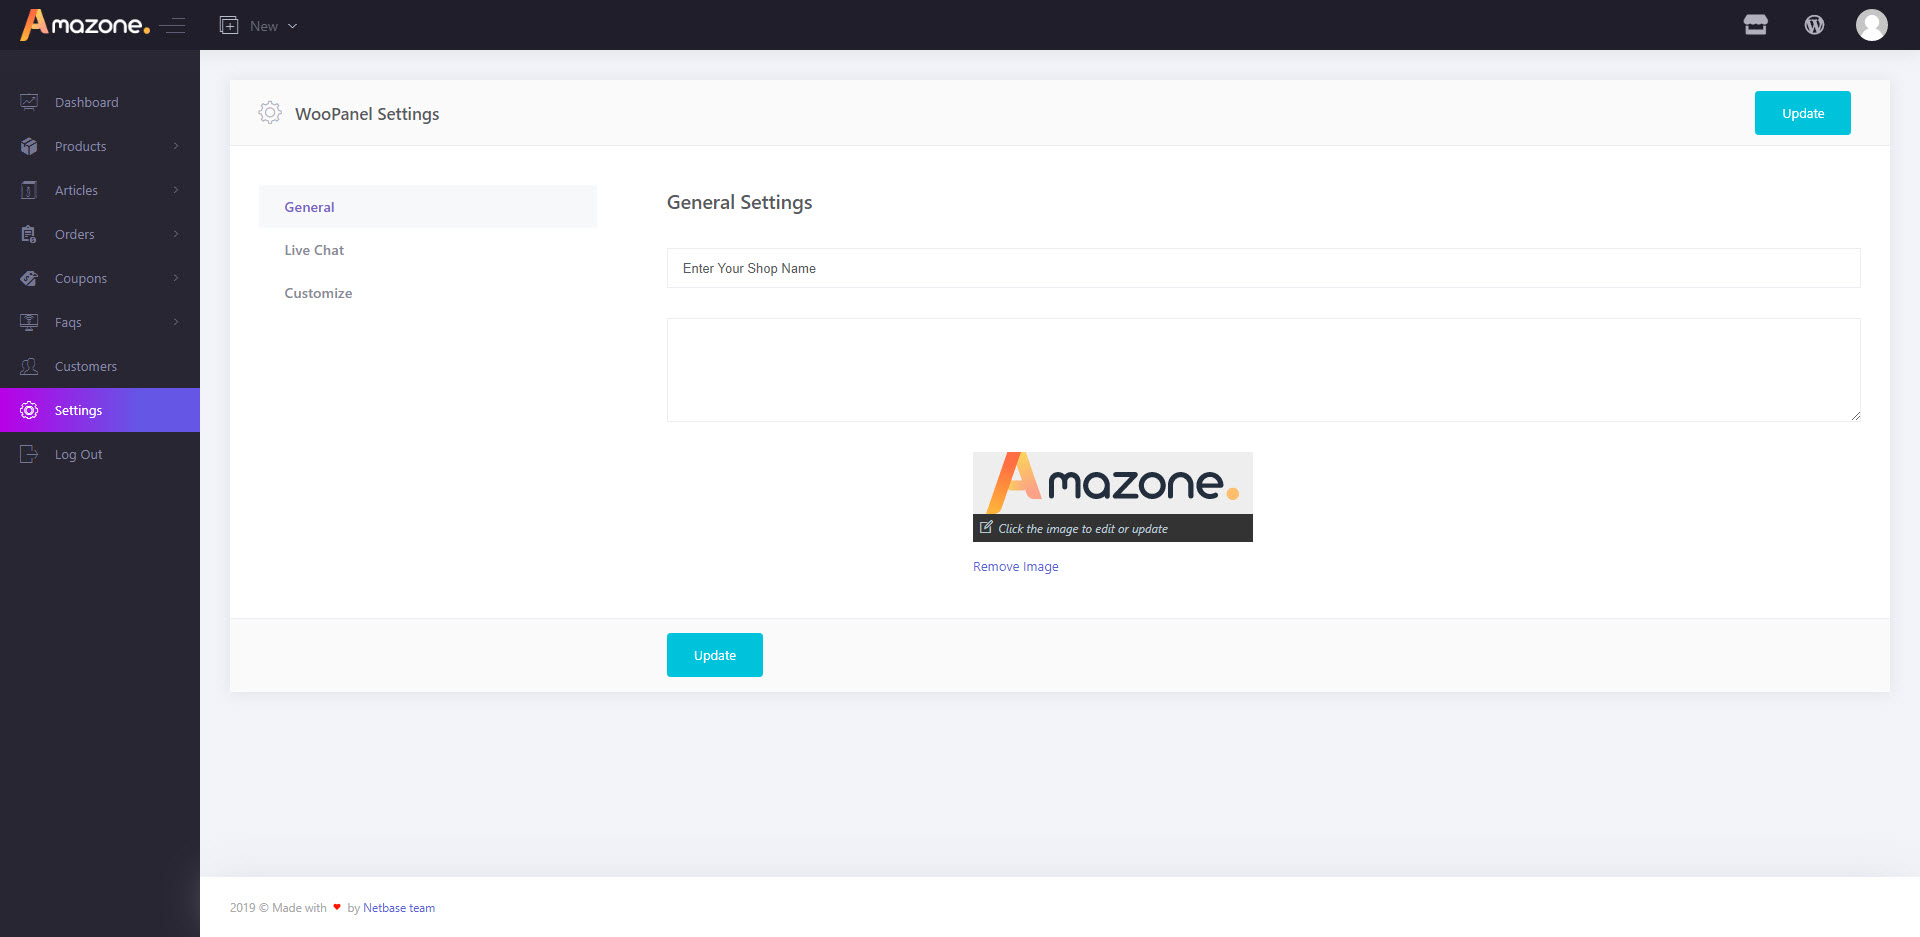 Amazone.
New
Dashboard
Products
Articles
Orders
Coupons
Faqs
Customers
Settings
Log Out
WooPanel Settings
Update
General
Live Chat
Customize
General Settings
Enter Your Shop Name
Amazone.
Click the image to edit or update
Remove Image
Update
2019 © Made with ♥ by Netbase team